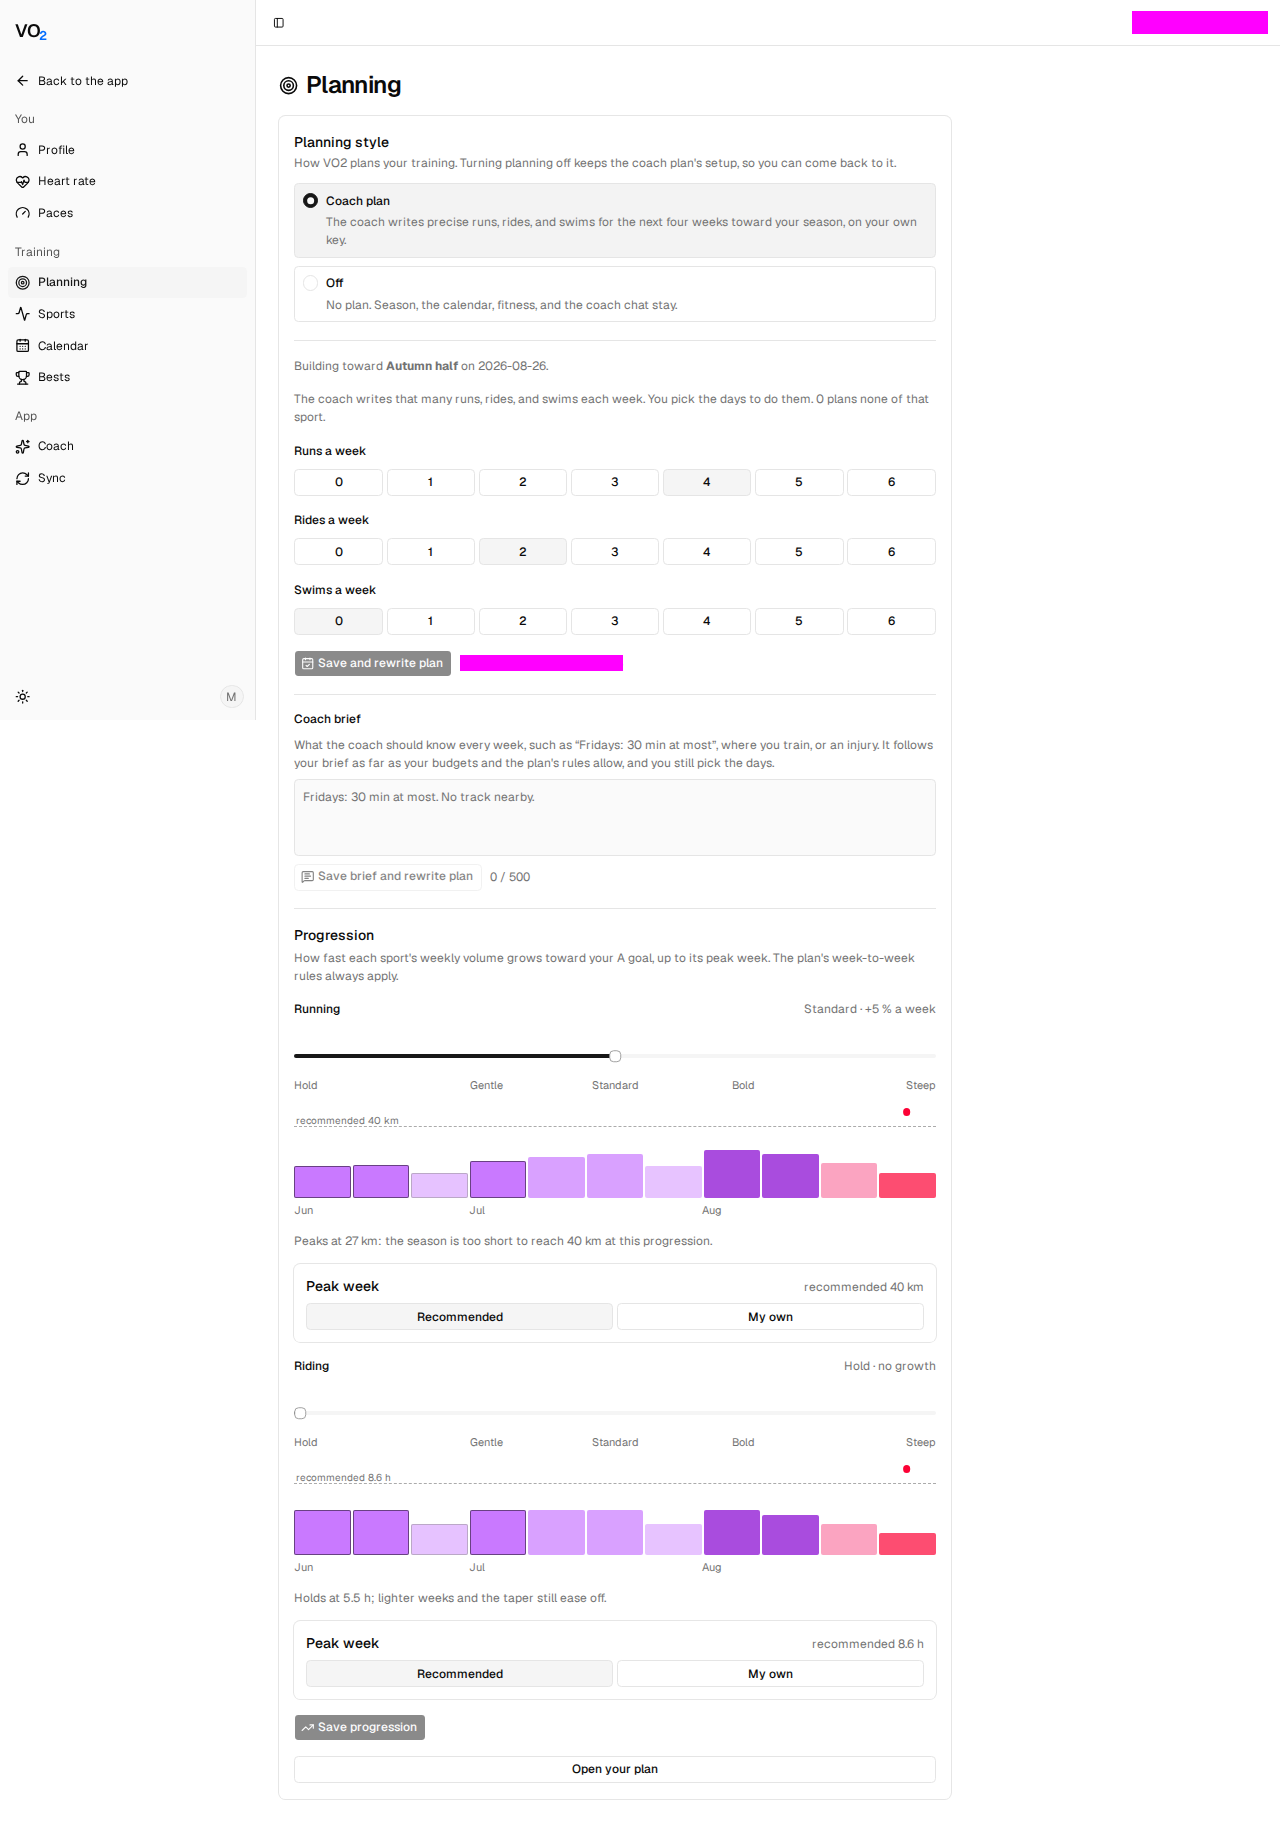 VO2
Back to the app
You
Profile
Heart rate
Paces
Training
Planning
Sports
Calendar
Bests
App
Coach
Sync
M
Planning
Planning style
How VO2 plans your training. Turning planning off keeps the coach plan's setup, so you can come back to it.
Coach plan
The coach writes precise runs, rides, and swims for the next four weeks toward your season, on your own
key.
Off
No plan. Season, the calendar, fitness, and the coach chat stay.
Building toward Autumn half on 2026-08-26.
The coach writes that many runs, rides, and swims each week. You pick the days to do them. 0 plans none of that
sport.
Runs a week
0 1 2 3 4 5 6
Rides a week
0 1 2 3 4 5 6
Swims a week
0 1 2 3 4 5 6
Save and rewrite plan
Coach brief
What the coach should know every week, such as “Fridays: 30 min at most”, where you train, or an injury. It follows
your brief as far as your budgets and the plan's rules allow, and you still pick the days.
Fridays: 30 min at most. No track nearby.
Save brief and rewrite plan 0 / 500
Progression
How fast each sport's weekly volume grows toward your A goal, up to its peak week. The plan's week-to-week
rules always apply.
Running Standard · +5 % a week
Hold Gentle Standard Bold Steep
recommended 40 km
Jun Jul Aug
Peaks at 27 km: the season is too short to reach 40 km at this progression.
Peak week recommended 40 km
Recommended My own
Riding Hold · no growth
Hold Gentle Standard Bold Steep
recommended 8.6 h
Jun Jul Aug
Holds at 5.5 h; lighter weeks and the taper still ease off.
Peak week recommended 8.6 h
Recommended My own
Save progression
Open your plan